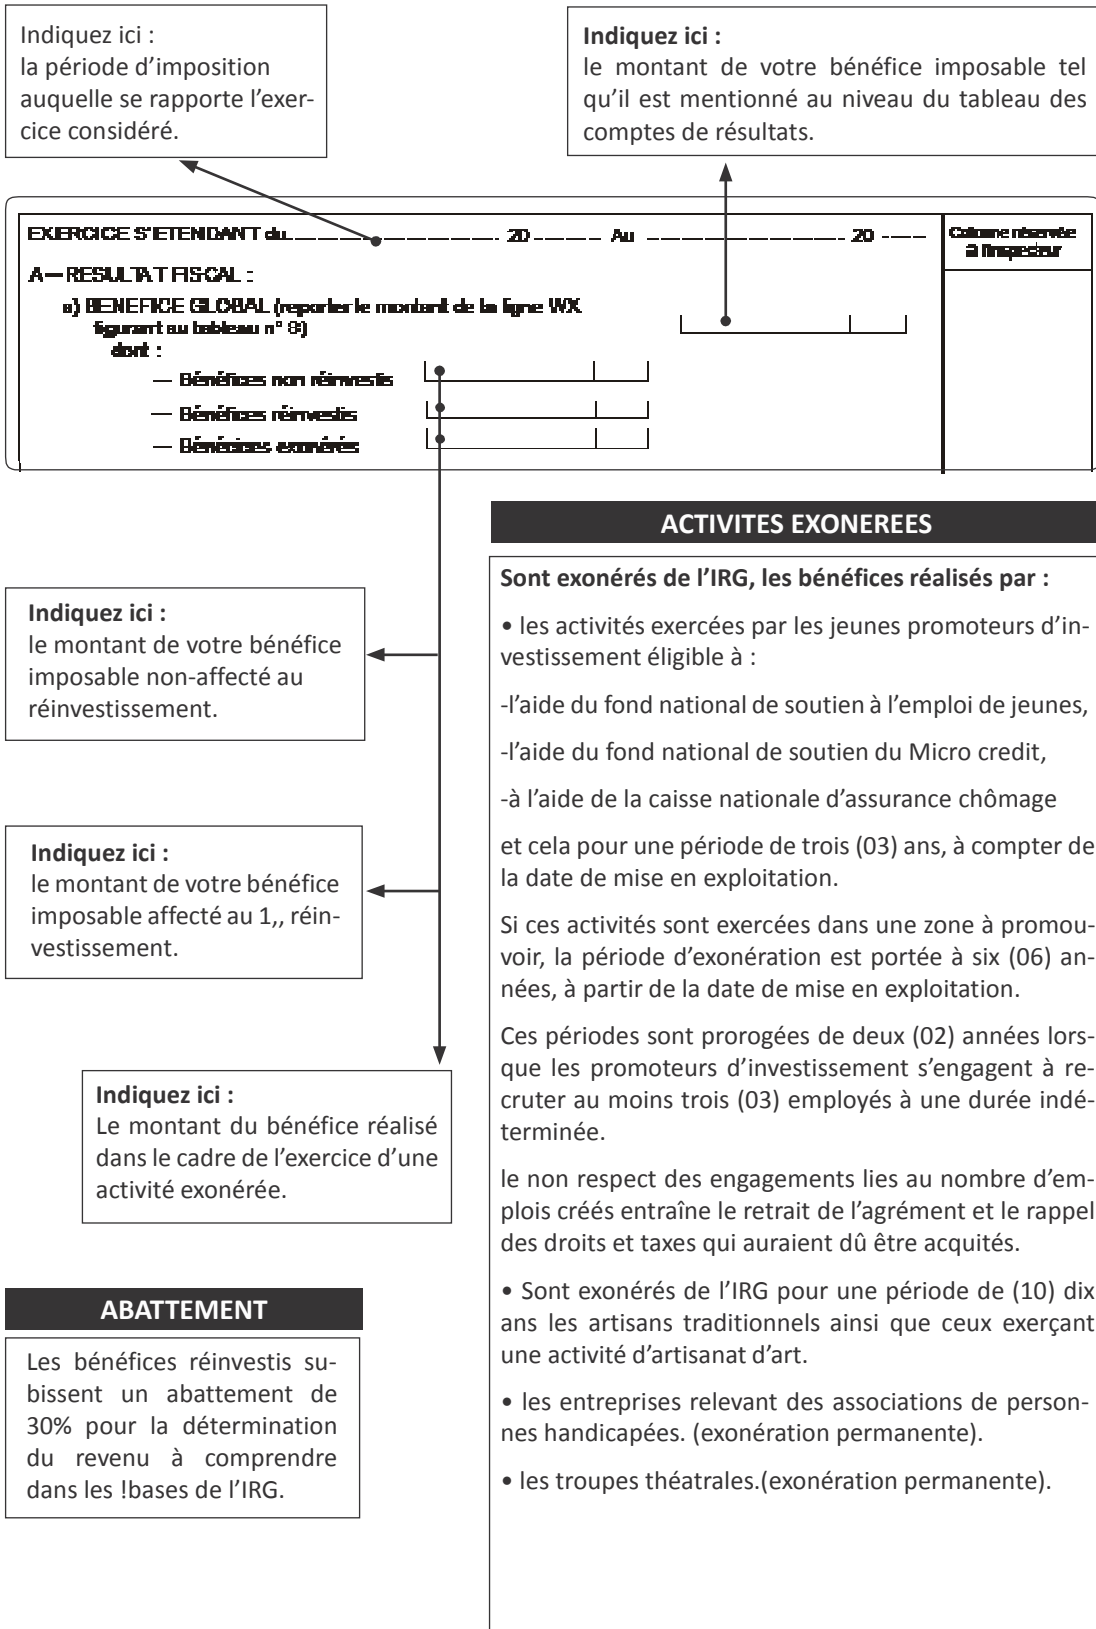 Indiquez ici :
la période d’imposition
auquelle se rapporte l’exer-
cice considéré.
Indiquez ici :
le montant de votre bénéfice imposable tel
qu’il est mentionné au niveau du tableau des
comptes de résultats.
EXERCICE S'ETENDANT du 20 Au 20
Colonne réservée
à l'Inspecteur
A — RESULTAT FISCAL :
a) BENEFICE GLOBAL (reporter le montant de la ligne WX
figurant au tableau n° 8)
dont :
— Bénéfices non réinvestis
— Bénéfices réinvestis
— Bénéfices exonérés
ACTIVITES EXONEREES
Sont exonérés de l’IRG, les bénéfices réalisés par :
• les activités exercées par les jeunes promoteurs d’in-
vestissement éligible à :
-l’aide du fond national de soutien à l’emploi de jeunes,
-l’aide du fond national de soutien du Micro credit,
-à l’aide de la caisse nationale d’assurance chômage
et cela pour une période de trois (03) ans, à compter de
la date de mise en exploitation.
Si ces activités sont exercées dans une zone à promou-
voir, la période d’exonération est portée à six (06) an-
nées, à partir de la date de mise en exploitation.
Ces périodes sont prorogées de deux (02) années lors-
que les promoteurs d’investissement s’engagent à re-
cruter au moins trois (03) employés à une durée indé-
terminée.
le non respect des engagements lies au nombre d’em-
plois créés entraîne le retrait de l’agrément et le rappel
des droits et taxes qui auraient dû être acquités.
• Sont exonérés de l’IRG pour une période de (10) dix
ans les artisans traditionnels ainsi que ceux exerçant
une activité d’artisanat d’art.
• les entreprises relevant des associations de person-
nes handicapées. (exonération permanente).
• les troupes théatrales.(exonération permanente).
Indiquez ici :
le montant de votre bénéfice
imposable non-affecté au
réinvestissement.
Indiquez ici :
le montant de votre bénéfice
imposable affecté au 1,, réin-
vestissement.
Indiquez ici :
Le montant du bénéfice réalisé
dans le cadre de l’exercice d’une
activité exonérée.
ABATTEMENT
Les bénéfices réinvestis su-
bissent un abattement de
30% pour la détermination
du revenu à comprendre
dans les !bases de l’IRG.